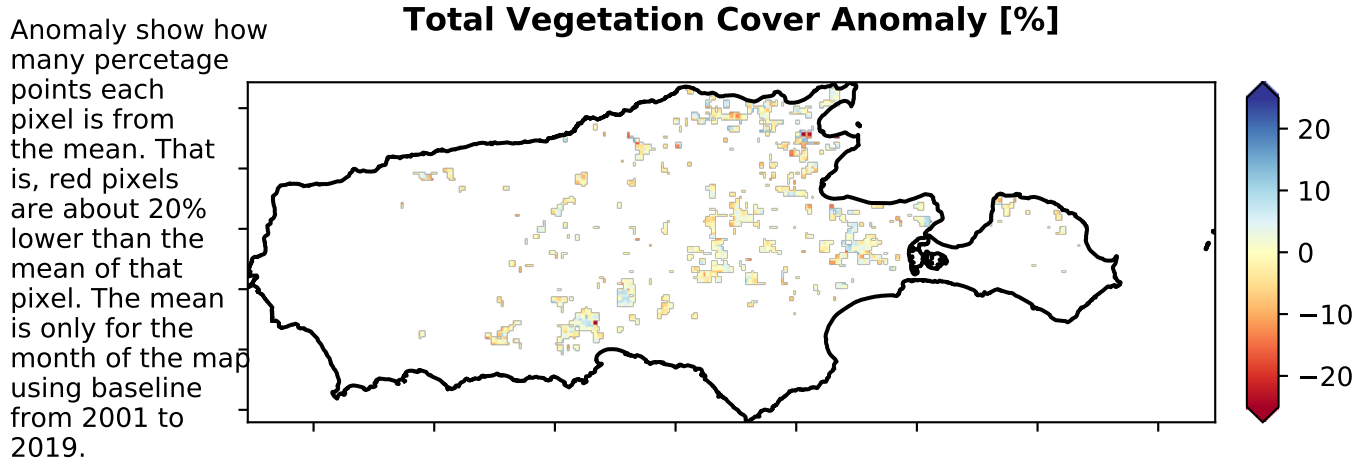 Total Vegetation Cover Anomaly [%]
Anomaly show how
many percetage
points each
pixel is from
the mean. That
is, red pixels
are about 20%
lower than the
mean of that
pixel. The mean
is only for the
month of the map
using baseline
from 2001 to
2019.
20
10
0
−10
−20